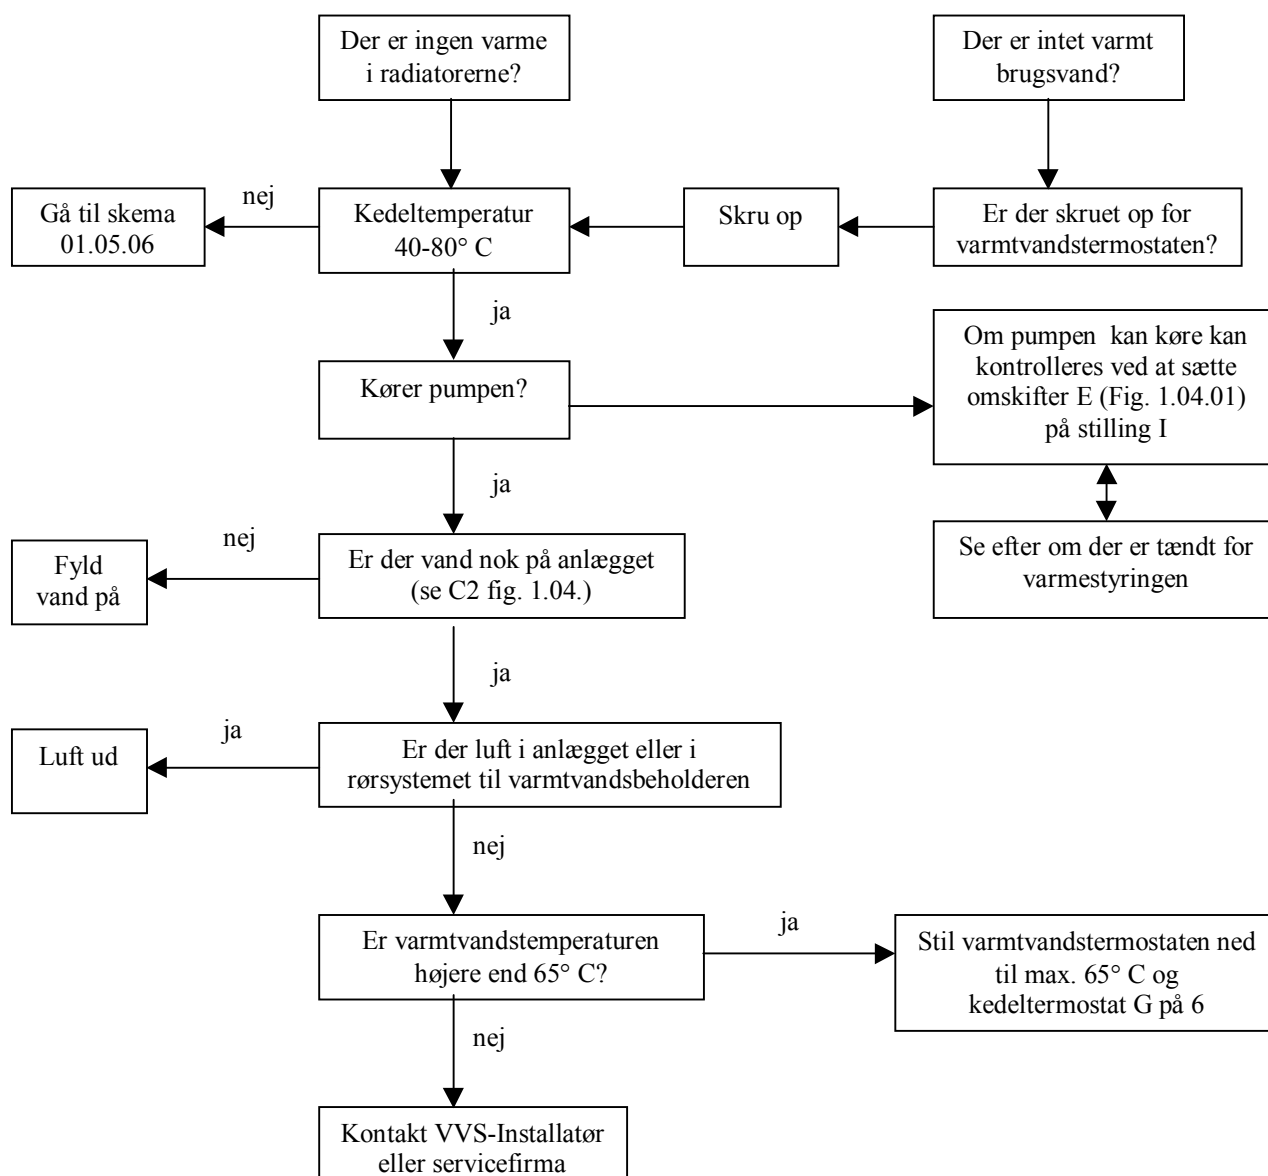 Der er ingen varme
i radiatorerne?
Der er intet varmt
brugsvand?
nej
Gå til skema
01.05.06
Kedeltemperatur
40-80° C
Skru op
Er der skruet op for
varmtvandstermostaten?
ja
Kører pumpen?
Om pumpen kan køre kan
kontrolleres ved at sætte
omskifter E (Fig. 1.04.01)
på stilling I
ja
nej
Fyld
vand på
Er der vand nok på anlægget
(se C2 fig. 1.04.)
Se efter om der er tændt for
varmestyringen
ja
ja
Luft ud
Er der luft i anlægget eller i
rørsystemet til varmtvandsbeholderen
nej
Er varmtvandstemperaturen
højere end 65° C?
ja
Stil varmtvandstermostaten ned
til max. 65° C og
kedeltermostat G på 6
nej
Kontakt VVS-Installatør
eller servicefirma